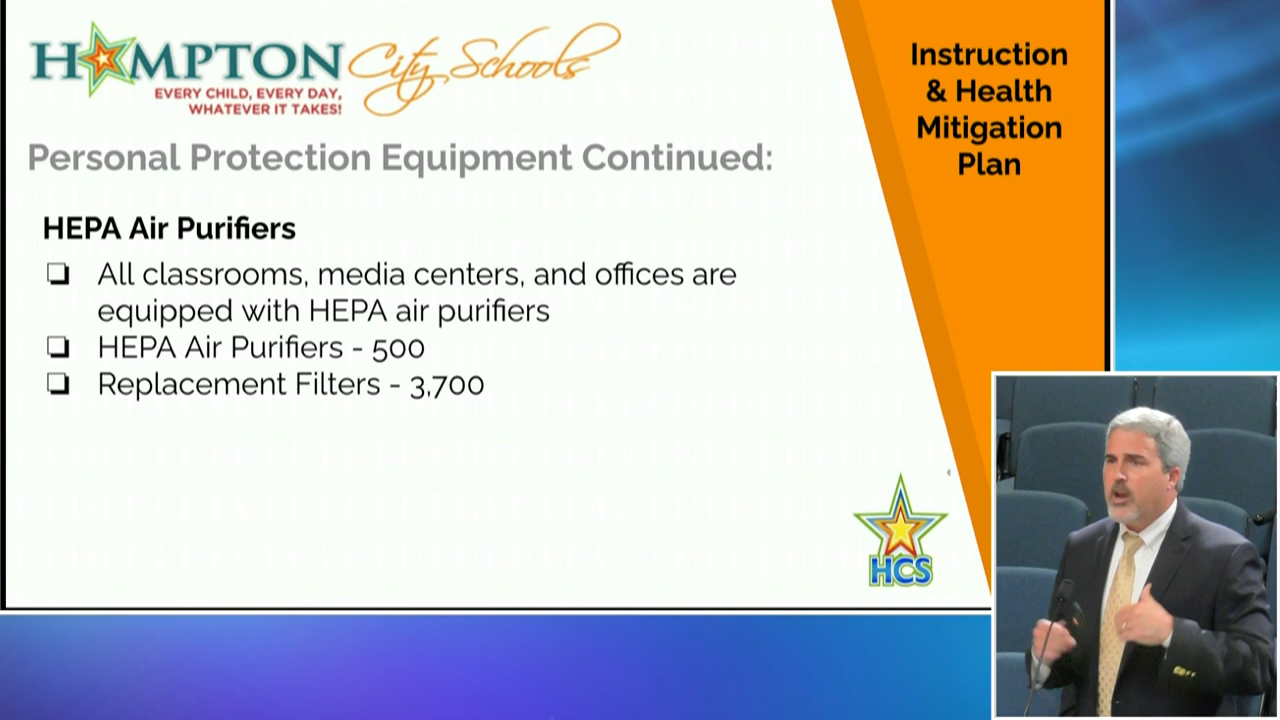 HAMPTON City Schools
EVERY CHILD, EVERY DAY,
WHATEVER IT TAKES!
Personal Protection Equipment Continued:
HEPA Air Purifiers
❏ All classrooms, media centers, and offices are
equipped with HEPA air purifiers
❏ HEPA Air Purifiers - 500
❏ Replacement Filters - 3,700
Instruction
& Health
Mitigation
Plan
HCS